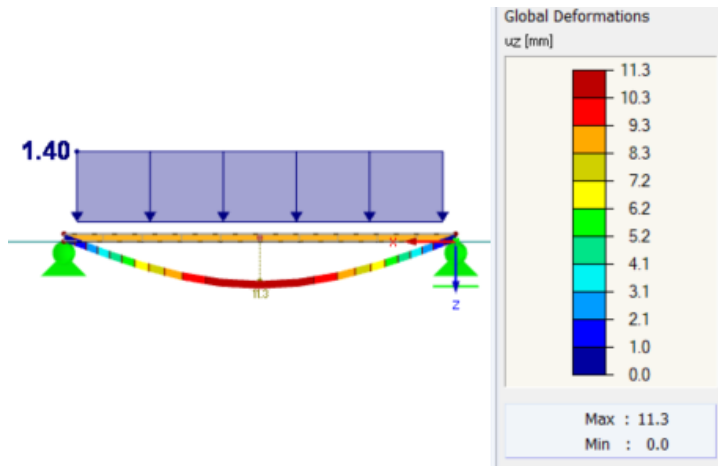 Global Deformations
uz [mm]
11.3
10.3
9.3
8.3
7.2
6.2
5.2
4.1
3.1
2.1
1.0
0.0
Max : 11.3
Min : 0.0
1.40
X
11.3
Z